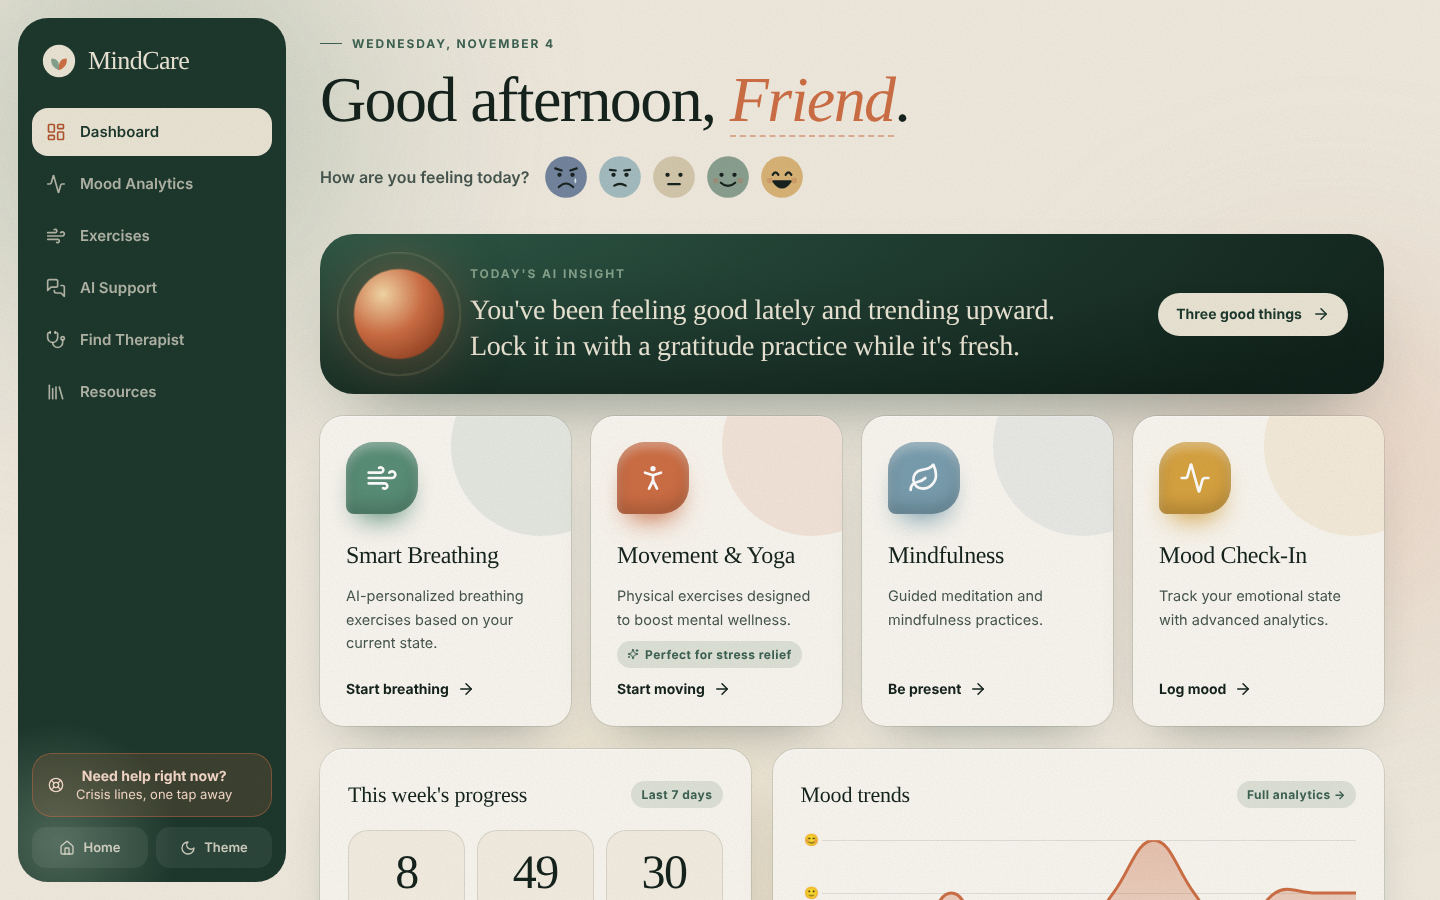 MindCare
Dashboard
Mood Analytics
Exercises
AI Support
Find Therapist
Resources
Need help right now?
Crisis lines, one tap away
Home
Theme
WEDNESDAY, NOVEMBER 4
Good afternoon, Friend.
How are you feeling today?
TODAY'S AI INSIGHT
You've been feeling good lately and trending upward.
Lock it in with a gratitude practice while it's fresh.
Three good things
Smart Breathing
AI-personalized breathing
exercises based on your
current state.
Start breathing
Movement & Yoga
Physical exercises designed
to boost mental wellness.
Perfect for stress relief
Start moving
Mindfulness
Guided meditation and
mindfulness practices.
Be present
Mood Check-In
Track your emotional state
with advanced analytics.
Log mood
This week's progress
Last 7 days
8
49
30
Mood trends
Full analytics →